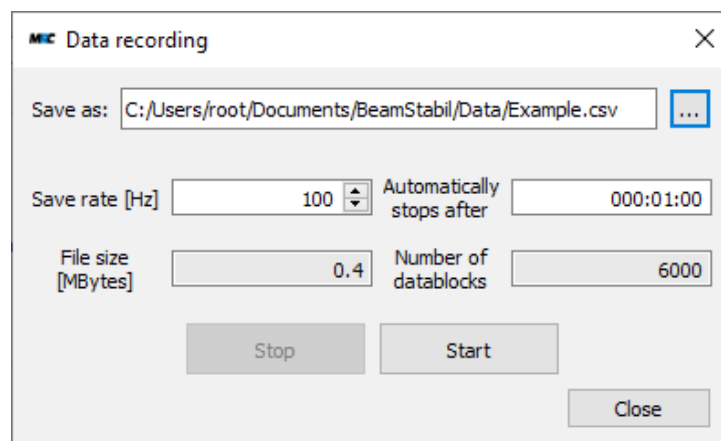 MRC Data recording
Save as: C:/Users/root/Documents/BeamStabil/Data/Example.csv ...
Save rate [Hz] 100 Automatically
stops after 000:01:00
File size
[MBytes] 0.4 Number of
datablocks 6000
Stop Start
Close